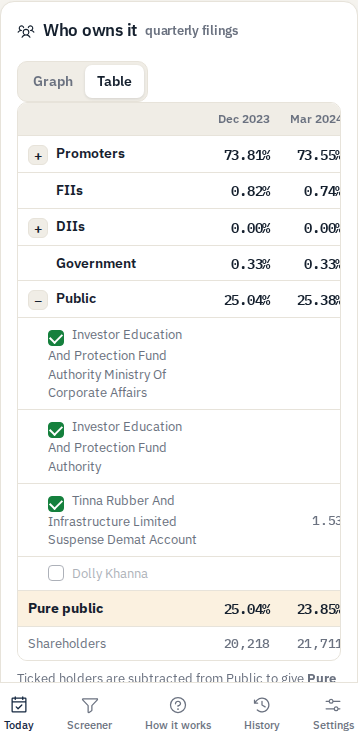 Who owns it quarterly filings
Graph Table
Dec 2023 Mar 2024
+ Promoters 73.81% 73.55%
FIIs 0.82% 0.74%
+ DIIs 0.00% 0.00%
Government 0.33% 0.33%
− Public 25.04% 25.38%
Investor Education
And Protection Fund
Authority Ministry Of
Corporate Affairs
Investor Education
And Protection Fund
Authority
Tinna Rubber And
Infrastructure Limited
Suspense Demat Account
1.53
Dolly Khanna
Pure public 25.04% 23.85%
Shareholders 20,218 21,711
Ticked holders are subtracted from Public to give Pure
Today Screener How it works History Settings